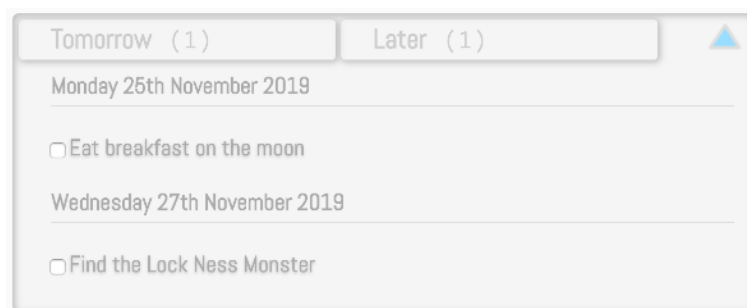 Tomorrow (1) Later (1)
Monday 25th November 2019
Eat breakfast on the moon
Wednesday 27th November 2019
Find the Lock Ness Monster